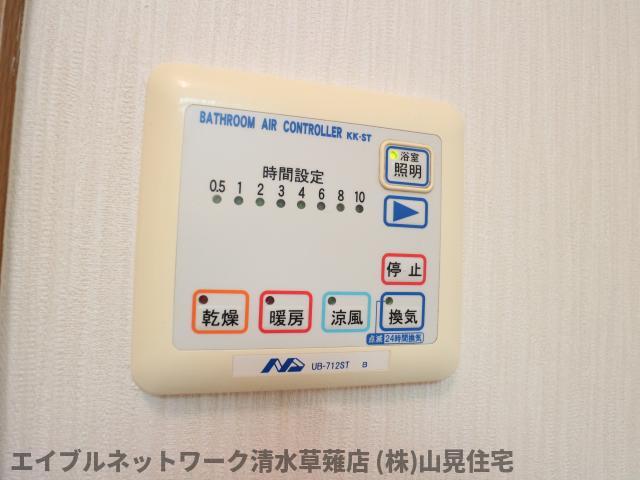 BATHROOM AIR CONTROLLER KK-ST
浴室
照明
時間設定
0.5 1 2 3 4 6 8 10
停止
乾燥 暖房 涼風 換気
点滅 24時間換気
UB-712ST B
エイブルネットワーク清水草薙店 (株)山晃住宅